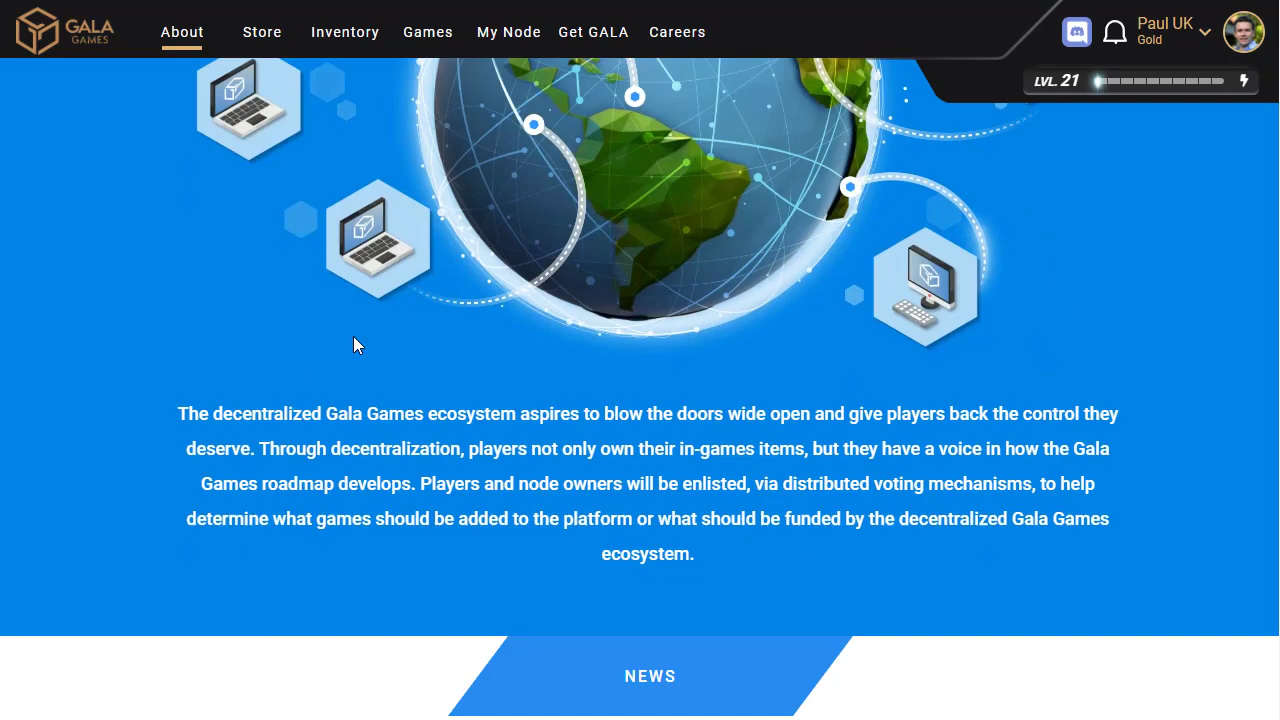 GALA
GAMES
About
Store
Inventory
Games
My Node
Get GALA
Careers
Paul UK
Gold
LVL. 21
The decentralized Gala Games ecosystem aspires to blow the doors wide open and give players back the control they
deserve. Through decentralization, players not only own their in-games items, but they have a voice in how the Gala
Games roadmap develops. Players and node owners will be enlisted, via distributed voting mechanisms, to help
determine what games should be added to the platform or what should be funded by the decentralized Gala Games
ecosystem.
NEWS